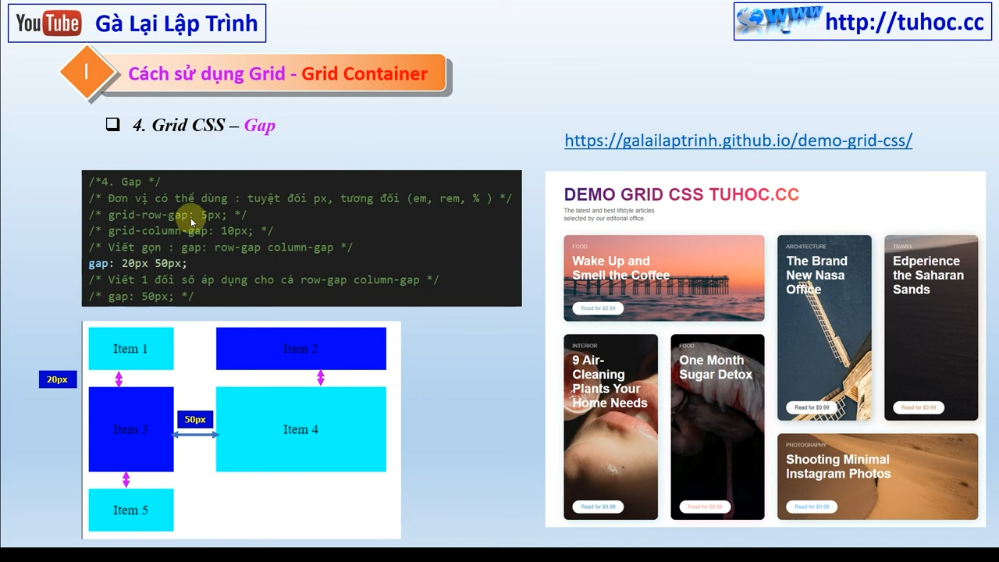 YouTube Gà Lại Lập Trình
www http://tuhoc.cc
I
Cách sử dụng Grid - Grid Container
4. Grid CSS – Gap
https://galailaptrinh.github.io/demo-grid-css/
/*4. Gap */
/* Đơn vị có thể dùng : tuyệt đối px, tương đối (em, rem, % ) */
/* grid-row-gap: 5px; */
/* grid-column-gap: 10px; */
/* Viết gọn : gap: row-gap column-gap */
gap: 20px 50px;
/* Viết 1 đối số áp dụng cho cả row-gap column-gap */
/* gap: 50px; */
Item 1
Item 2
20px
50px
Item 3
Item 4
Item 5
DEMO GRID CSS TUHOC.CC
The latest and best lifstyle articles
selected by our editorial office.
FOOD
Wake Up and
Smell the Coffee
Read for $9.99
ARCHITECTURE
The Brand
New Nasa
Office
Read for $9.99
TRAVEL
Edperience
the Saharan
Sands
Read for $9.99
INTERIOR
9 Air-
Cleaning
Plants Your
Home Needs
Read for $9.99
FOOD
One Month
Sugar Detox
Read for $9.99
PHOTOGRAPHY
Shooting Minimal
Instagram Photos
Read for $9.99